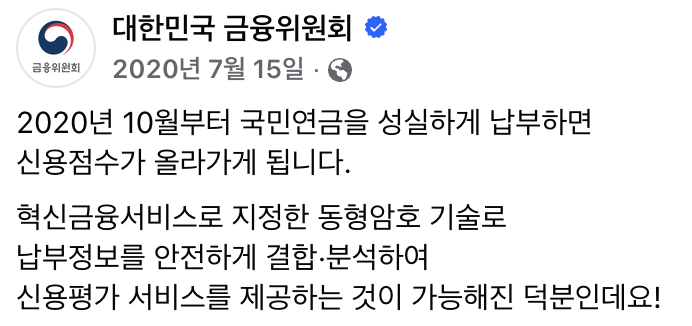 대한민국 금융위원회
금융위원회
2020년 7월 15일 ·
2020년 10월부터 국민연금을 성실하게 납부하면
신용점수가 올라가게 됩니다.
혁신금융서비스로 지정한 동형암호 기술로
납부정보를 안전하게 결합·분석하여
신용평가 서비스를 제공하는 것이 가능해진 덕분인데요!